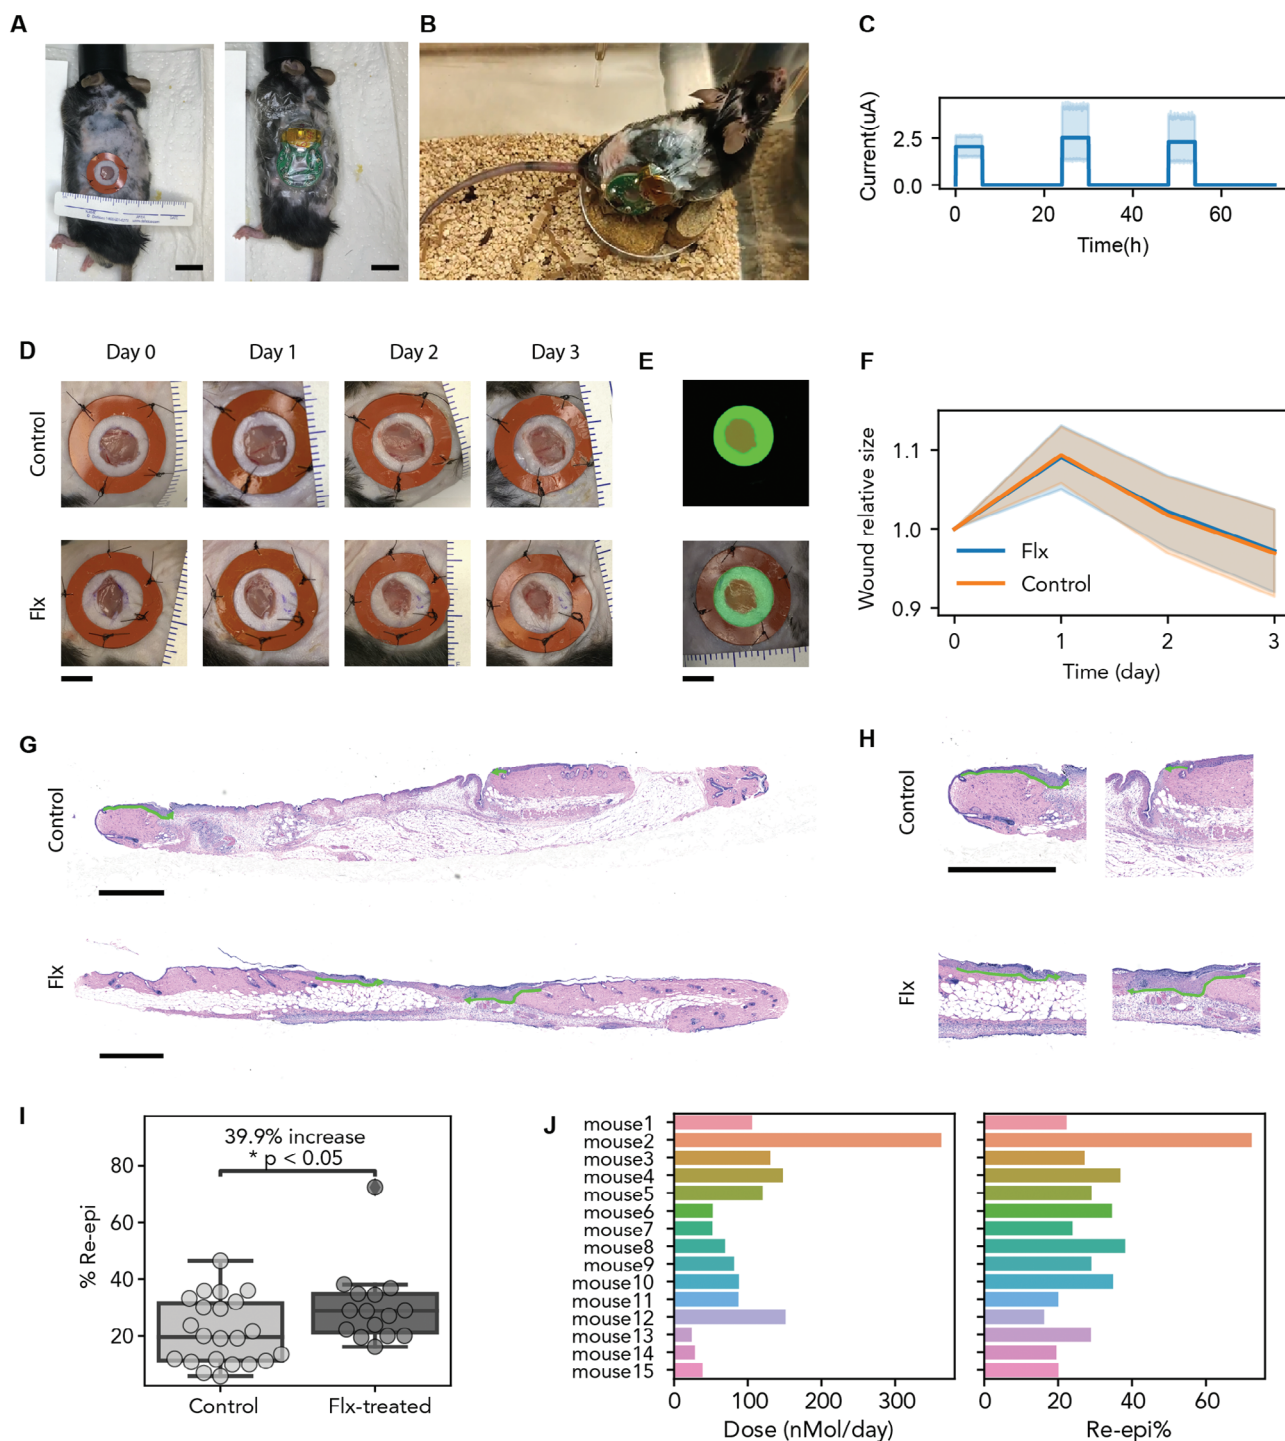 A
B
C
Current(uA)
2.5
0.0
0 20 40 60
Time(h)
D
Day 0 Day 1 Day 2 Day 3
Control
Flx
E
F
Wound relative size
1.1
1.0
0.9
Flx
Control
0 1 2 3
Time (day)
G
Control
Flx
H
Control
Flx
I
39.9% increase
* p < 0.05
% Re-epi
80
60
40
20
Control Flx-treated
J
mouse1
mouse2
mouse3
mouse4
mouse5
mouse6
mouse7
mouse8
mouse9
mouse10
mouse11
mouse12
mouse13
mouse14
mouse15
0 100 200 300
Dose (nMol/day)
0 20 40 60
Re-epi%